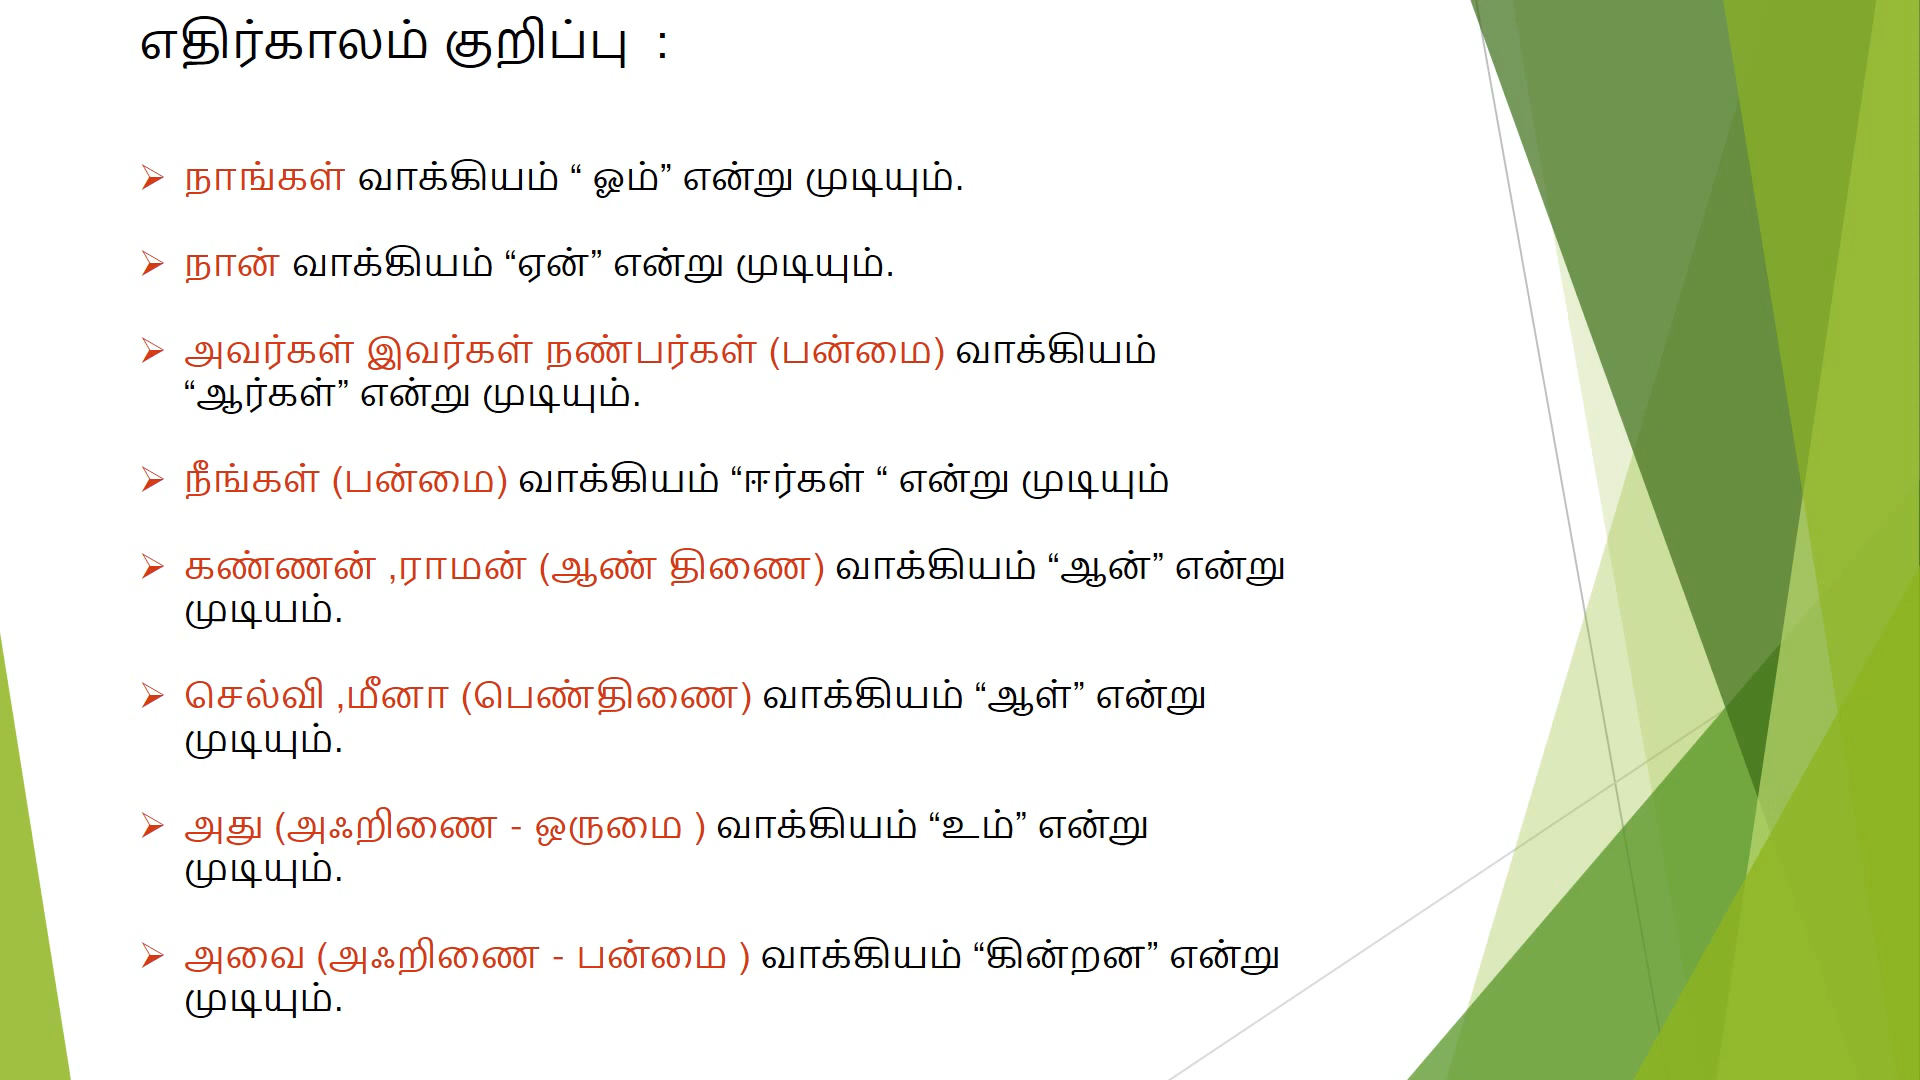 எதிர்காலம் குறிப்பு :
நாங்கள் வாக்கியம் “ ஓம்” என்று முடியும்.
நான் வாக்கியம் “ஏன்” என்று முடியும்.
அவர்கள் இவர்கள் நண்பர்கள் (பன்மை) வாக்கியம்
“ஆர்கள்” என்று முடியும்.
நீங்கள் (பன்மை) வாக்கியம் “ஈர்கள் “ என்று முடியும்
கண்ணன் ,ராமன் (ஆண் திணை) வாக்கியம் “ஆன்” என்று
முடியம்.
செல்வி ,மீனா (பெண்திணை) வாக்கியம் “ஆள்” என்று
முடியும்.
அது (அஃறிணை - ஒருமை ) வாக்கியம் “உம்” என்று
முடியும்.
அவை (அஃறிணை - பன்மை ) வாக்கியம் “கின்றன” என்று
முடியும்.